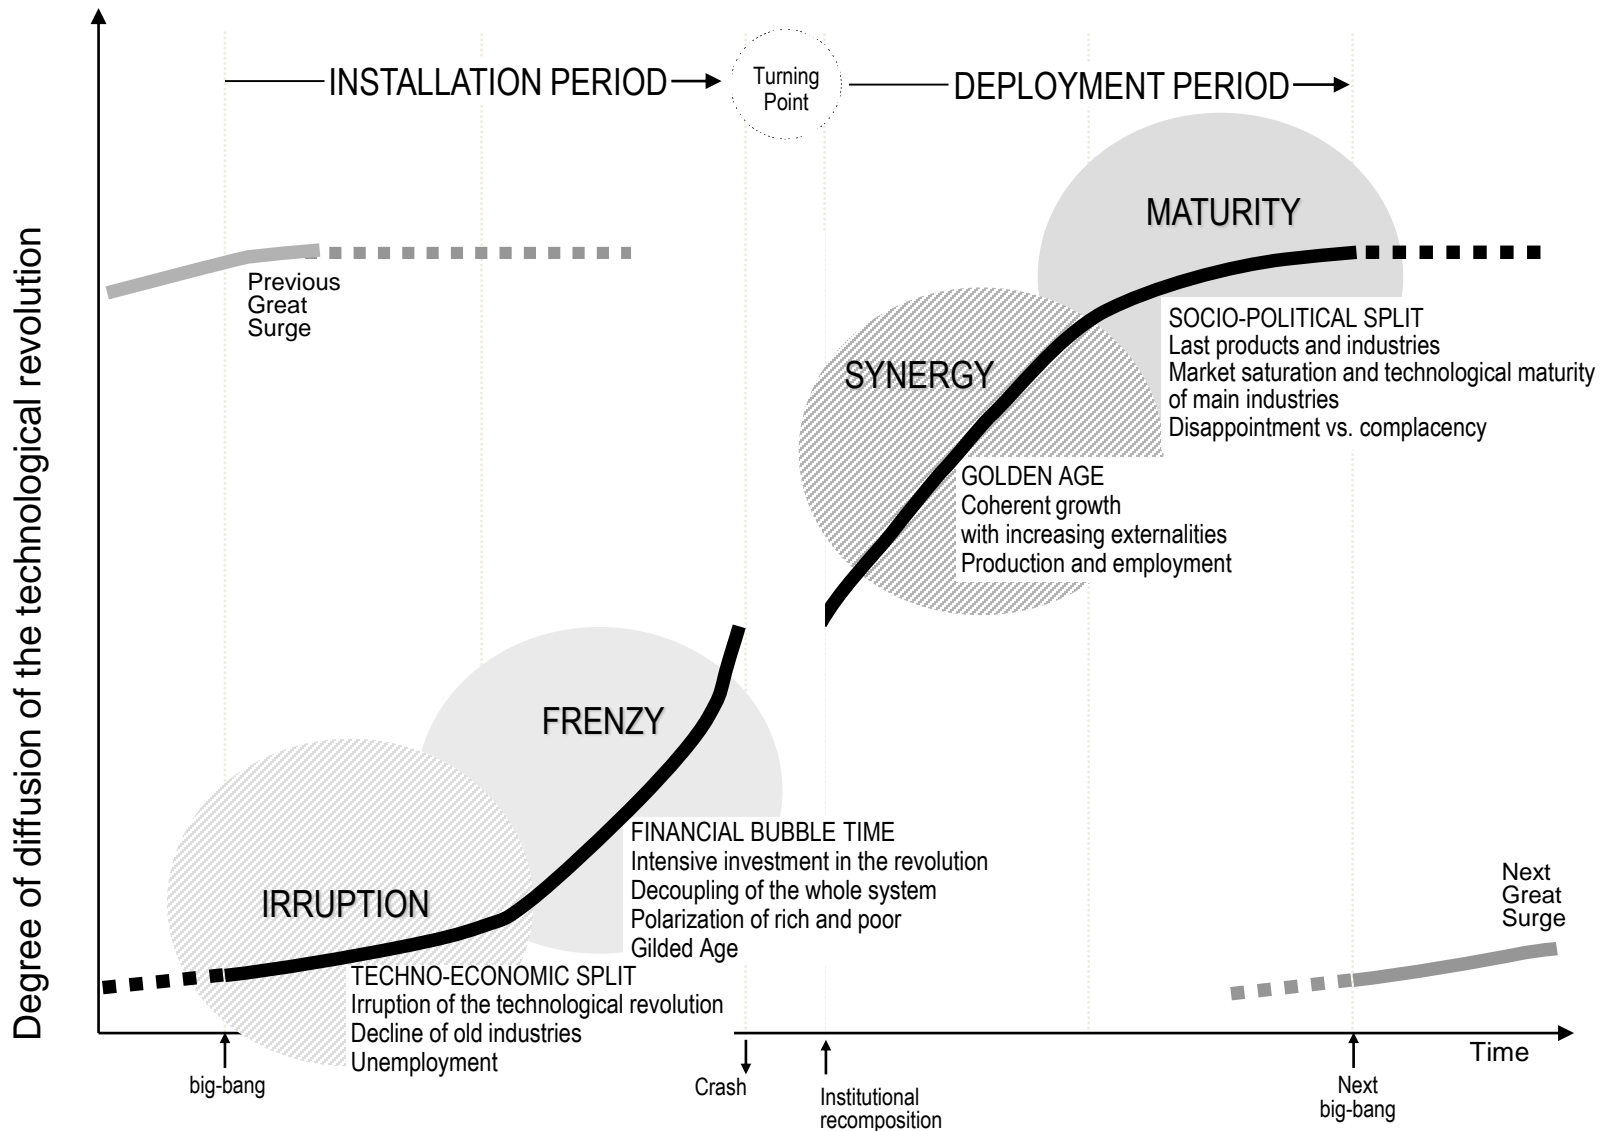 INSTALLATION PERIOD
Turning
Point
DEPLOYMENT PERIOD
Degree of diffusion of the technological revolution
Previous
Great
Surge
MATURITY
SOCIO-POLITICAL SPLIT
Last products and industries
Market saturation and technological maturity
of main industries
Disappointment vs. complacency
SYNERGY
GOLDEN AGE
Coherent growth
with increasing externalities
Production and employment
FRENZY
FINANCIAL BUBBLE TIME
Intensive investment in the revolution
Decoupling of the whole system
Polarization of rich and poor
Gilded Age
IRRUPTION
TECHNO-ECONOMIC SPLIT
Irruption of the technological revolution
Decline of old industries
Unemployment
Next
Great
Surge
Time
big-bang
Crash
Institutional
recomposition
Next
big-bang